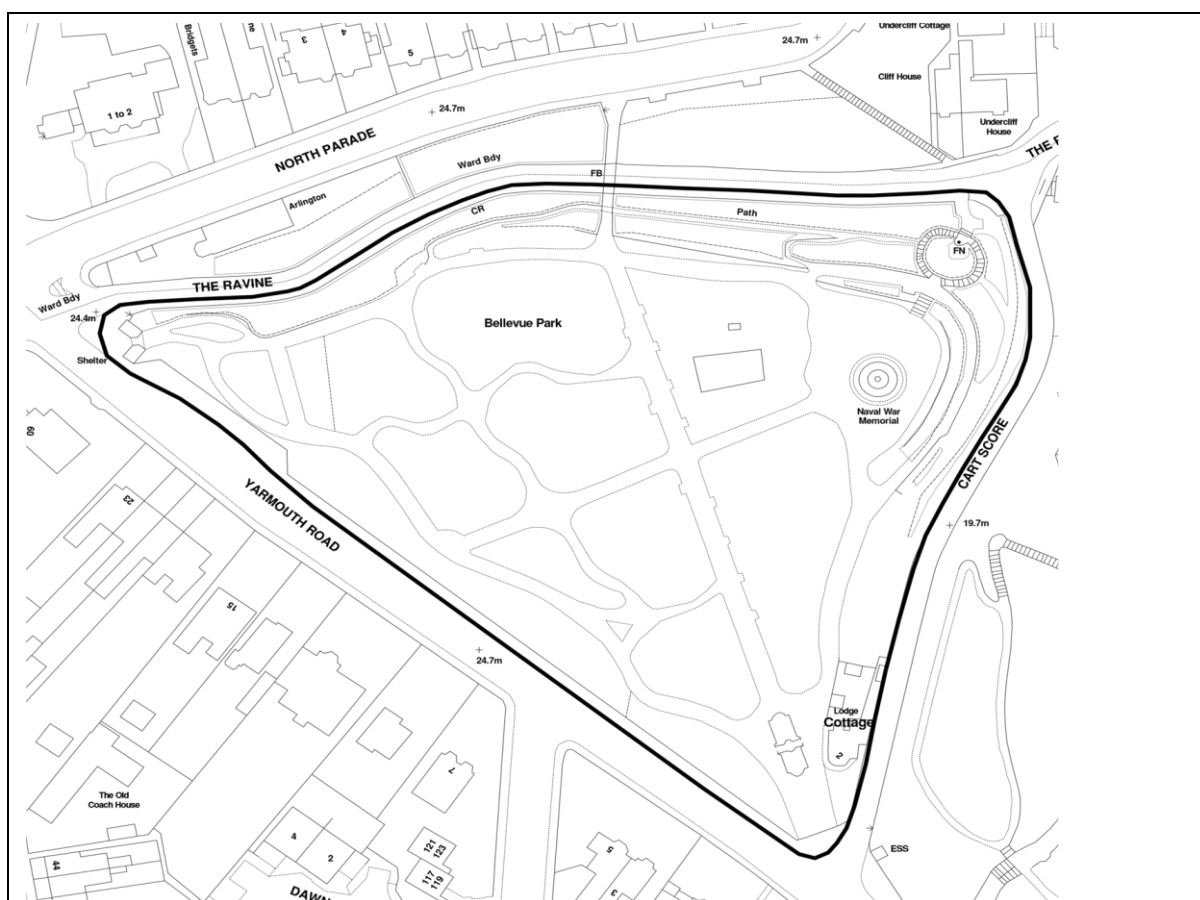 Undercliff Cottage
Bridgets
ne
3
4
5
24.7m
Cliff House
1 to 2
24.7m
Undercliff
House
NORTH PARADE
THE R
Ward Bdy
FB
Arlington
CR
Path
FN
THE RAVINE
Ward Bdy
24.4m
Bellevue Park
Shelter
Naval War
Memorial
60
CART SCORE
23
YARMOUTH ROAD
19.7m
15
24.7m
Lodge
Cottage
2
7
The Old
Coach House
4
2
121
123
5
ESS
44
117
119
3
DAWN